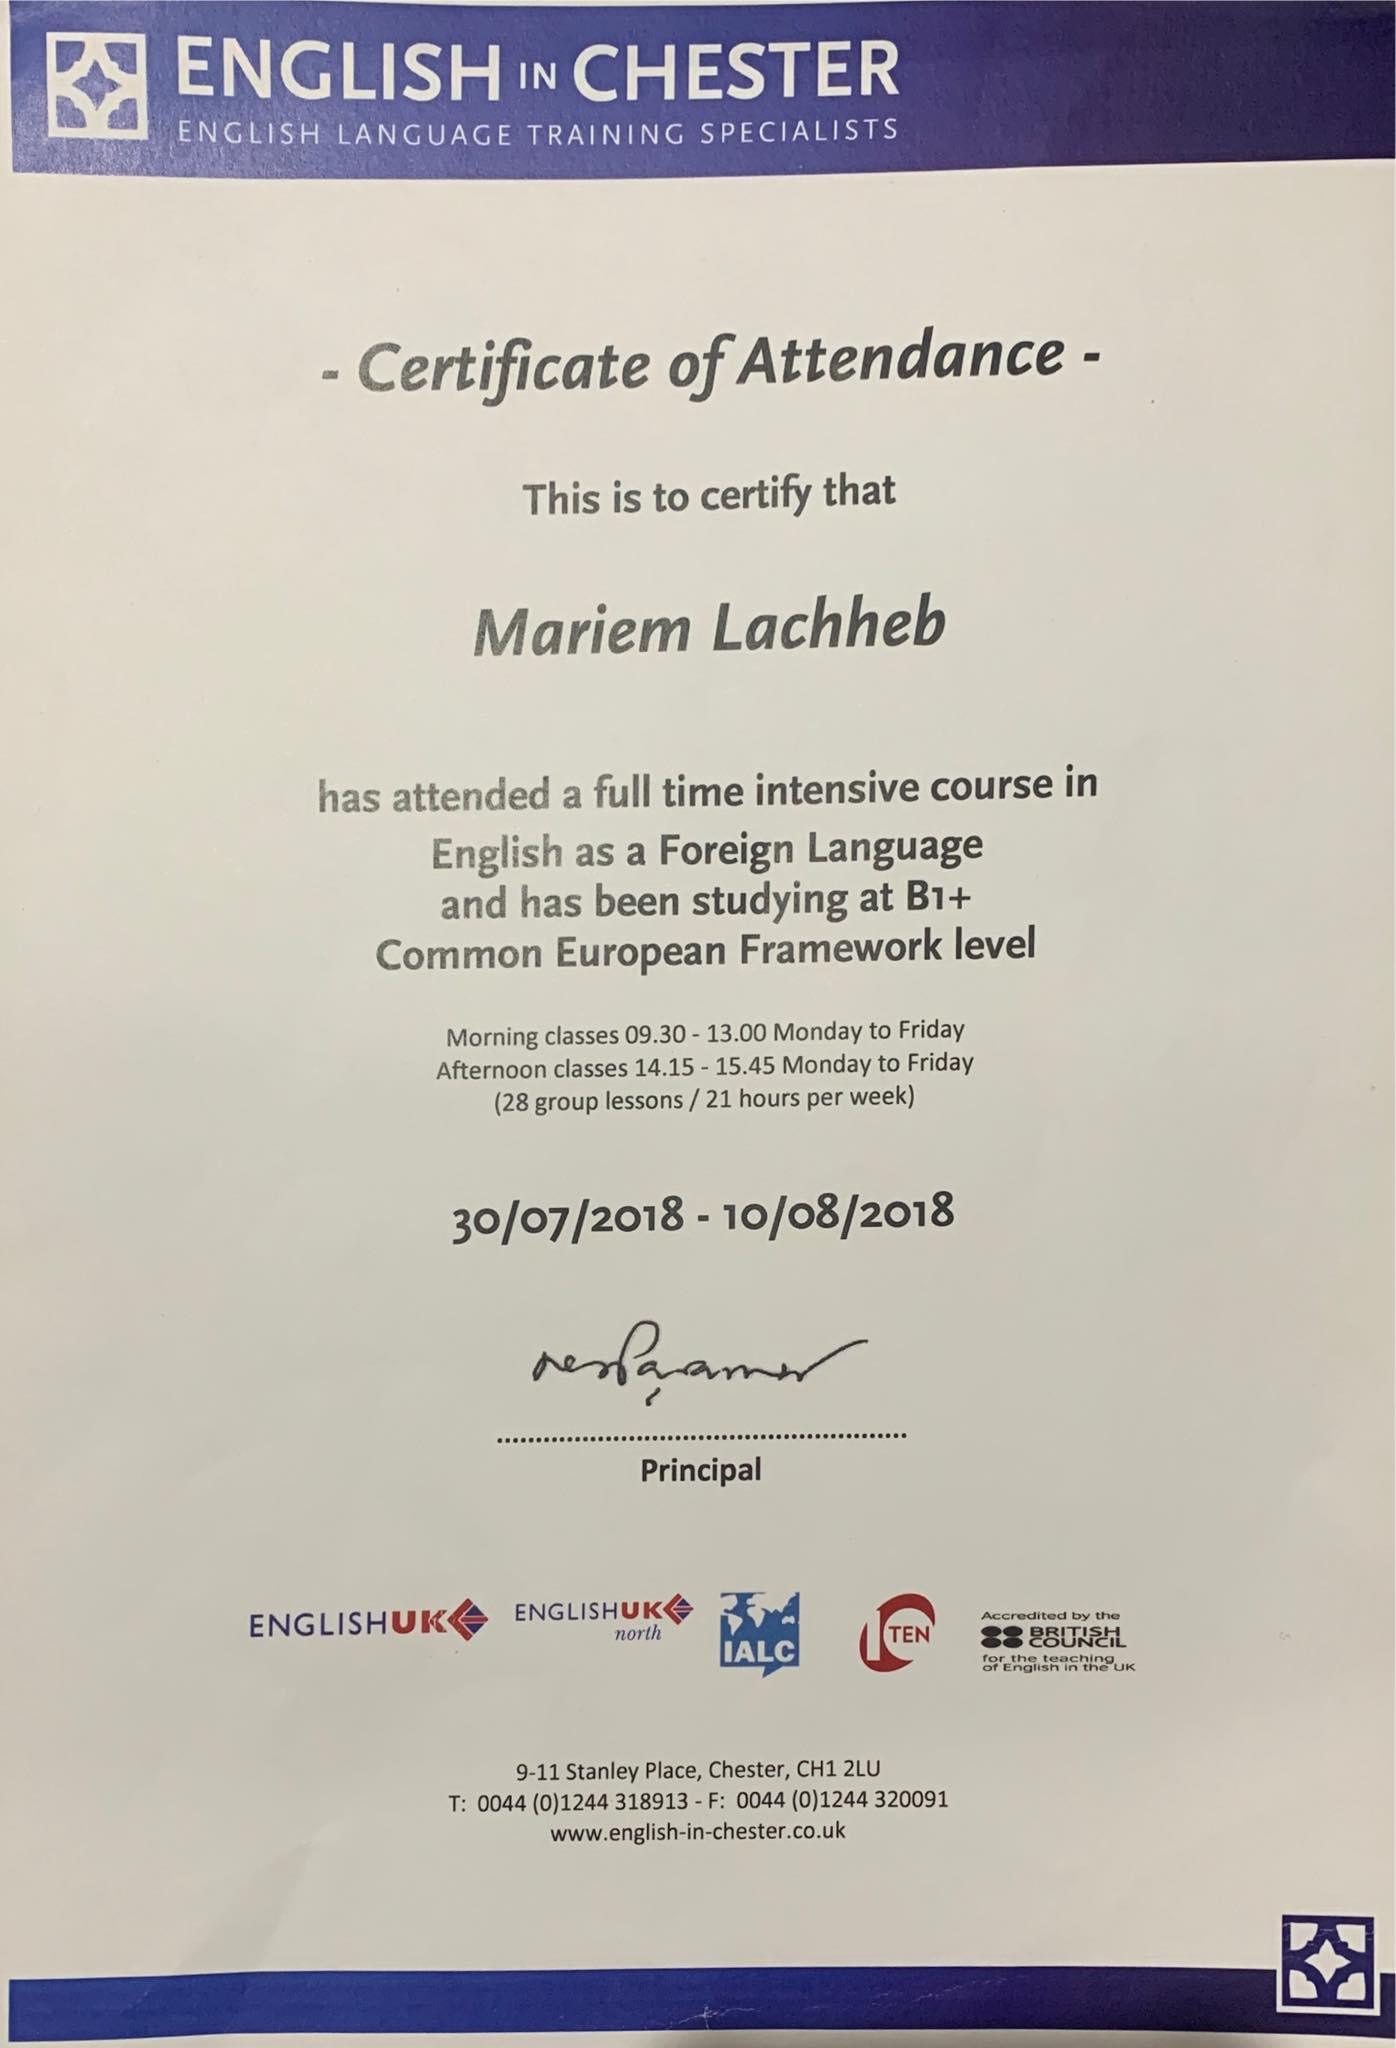 ENGLISH IN CHESTER
ENGLISH LANGUAGE TRAINING SPECIALISTS
- Certificate of Attendance -
This is to certify that
Mariem Lachheb
has attended a full time intensive course in
English as a Foreign Language
and has been studying at B1+
Common European Framework level
Morning classes 09.30 - 13.00 Monday to Friday
Afternoon classes 14.15 - 15.45 Monday to Friday
(28 group lessons / 21 hours per week)
30/07/2018 - 10/08/2018
Principal
ENGLISHUK
ENGLISHUK
north
IALC
TEN
Accredited by the
BRITISH
COUNCIL
for the teaching
of English in the UK
9-11 Stanley Place, Chester, CH1 2LU
T: 0044 (0)1244 318913 - F: 0044 (0)1244 320091
www.english-in-chester.co.uk